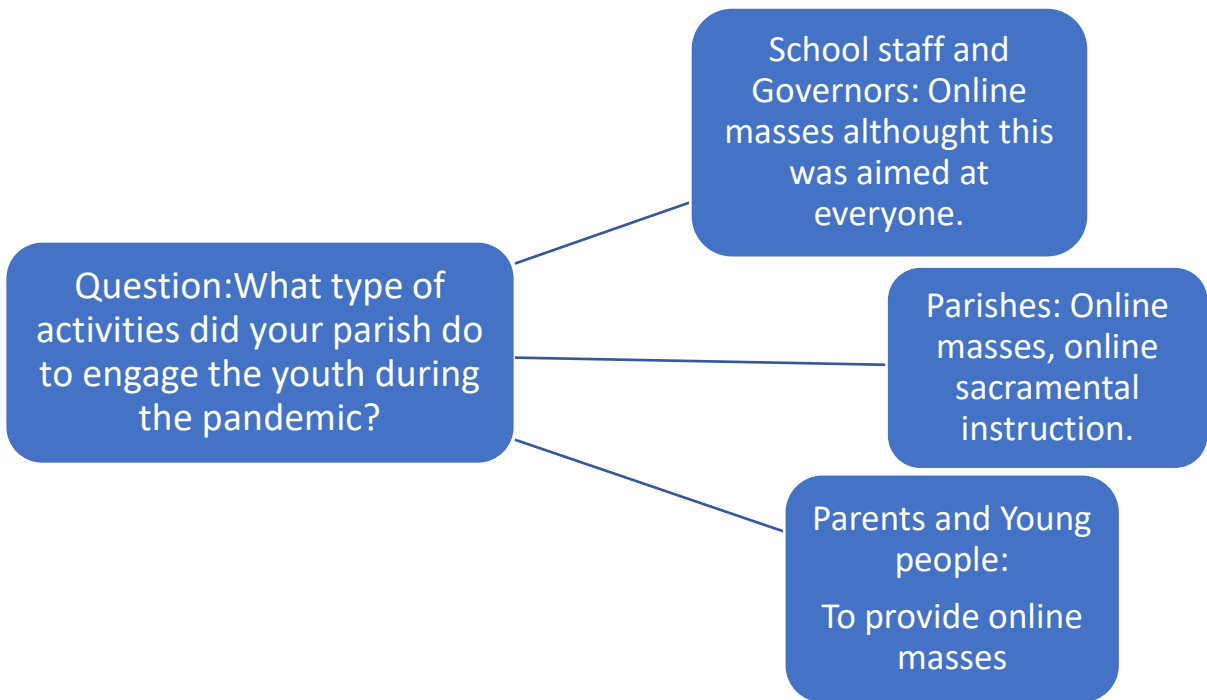 Question:What type of
activities did your parish do
to engage the youth during
the pandemic?
School staff and
Governors: Online
masses althought this
was aimed at
everyone.
Parishes: Online
masses, online
sacramental
instruction.
Parents and Young
people:
To provide online
masses